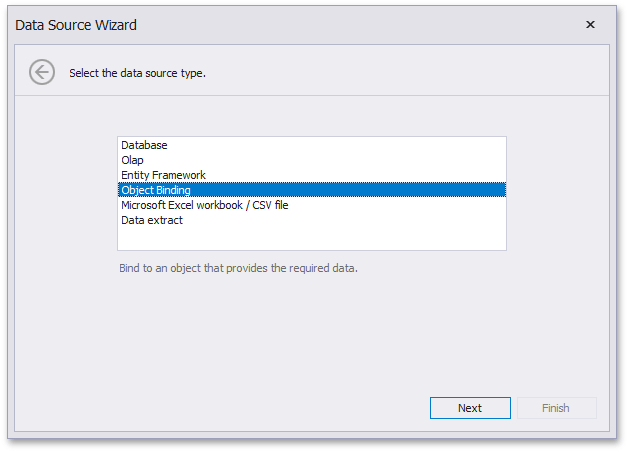 Data Source Wizard
Select the data source type.
Database
Olap
Entity Framework
Object Binding
Microsoft Excel workbook / CSV file
Data extract
Bind to an object that provides the required data.
Next
Finish